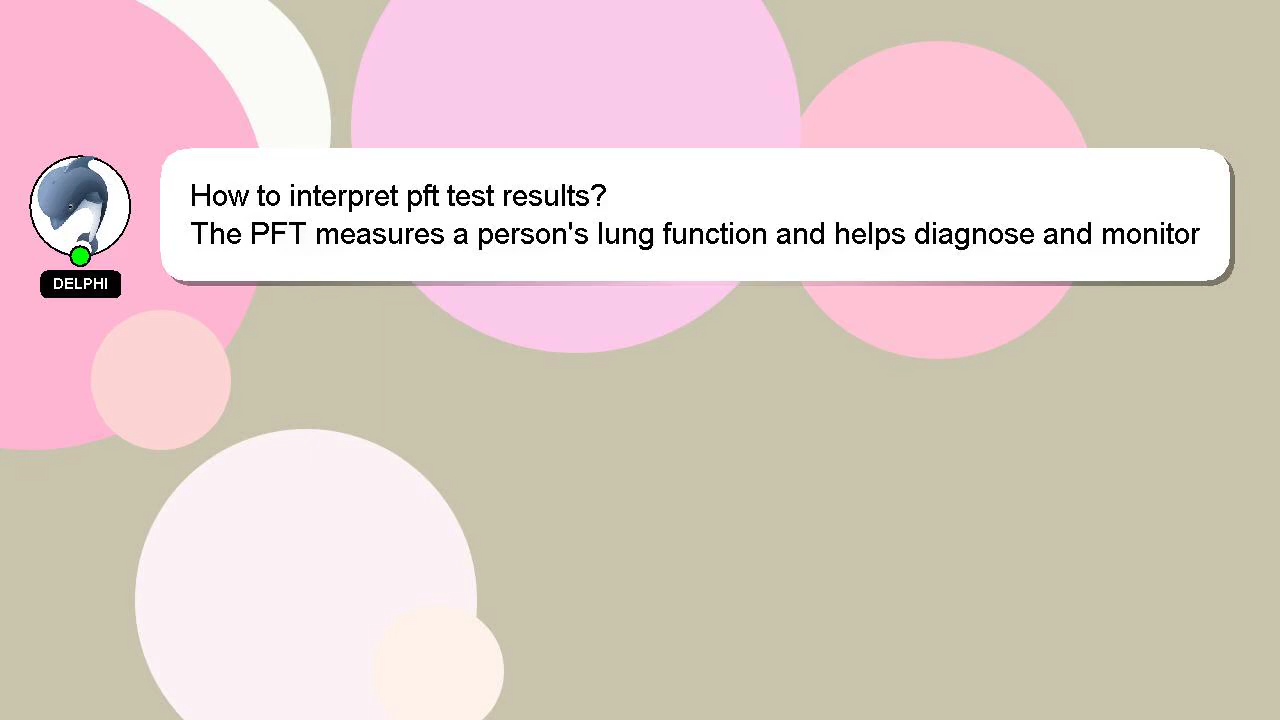 How to interpret pft test results?
The PFT measures a person's lung function and helps diagnose and monitor
DELPHI